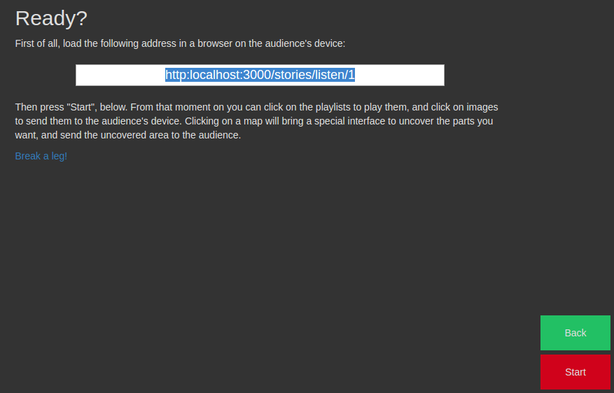 Ready?
First of all, load the following address in a browser on the audience's device:
http:localhost:3000/stories/listen/1
Then press "Start", below. From that moment on you can click on the playlists to play them, and click on images
to send them to the audience's device. Clicking on a map will bring a special interface to uncover the parts you
want, and send the uncovered area to the audience.
Break a leg!
Back
Start